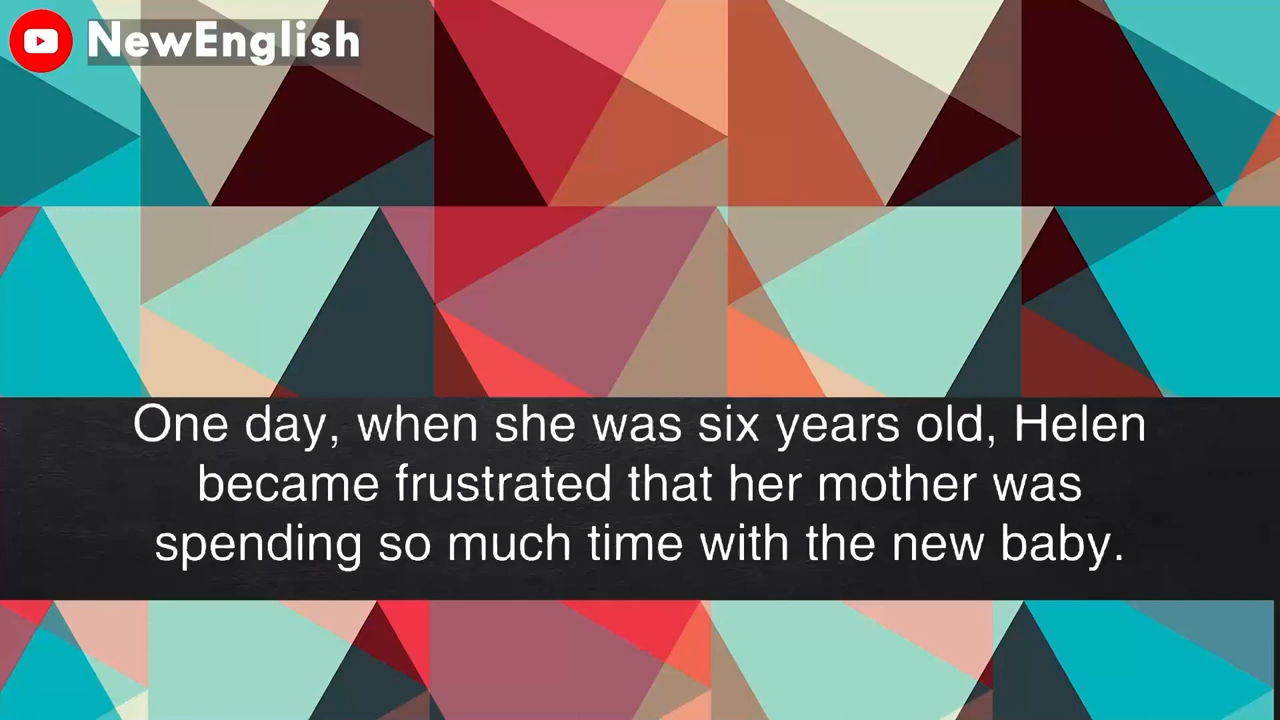 NewEnglish
One day, when she was six years old, Helen
became frustrated that her mother was
spending so much time with the new baby.